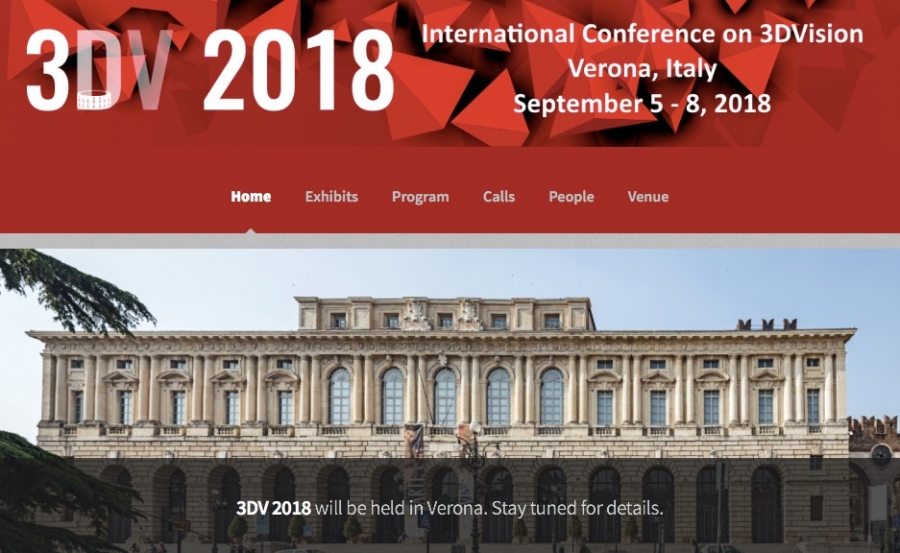 3DV 2018
International Conference on 3DVision
Verona, Italy
September 5 - 8, 2018
Home Exhibits Program Calls People Venue
3DV 2018 will be held in Verona. Stay tuned for details.